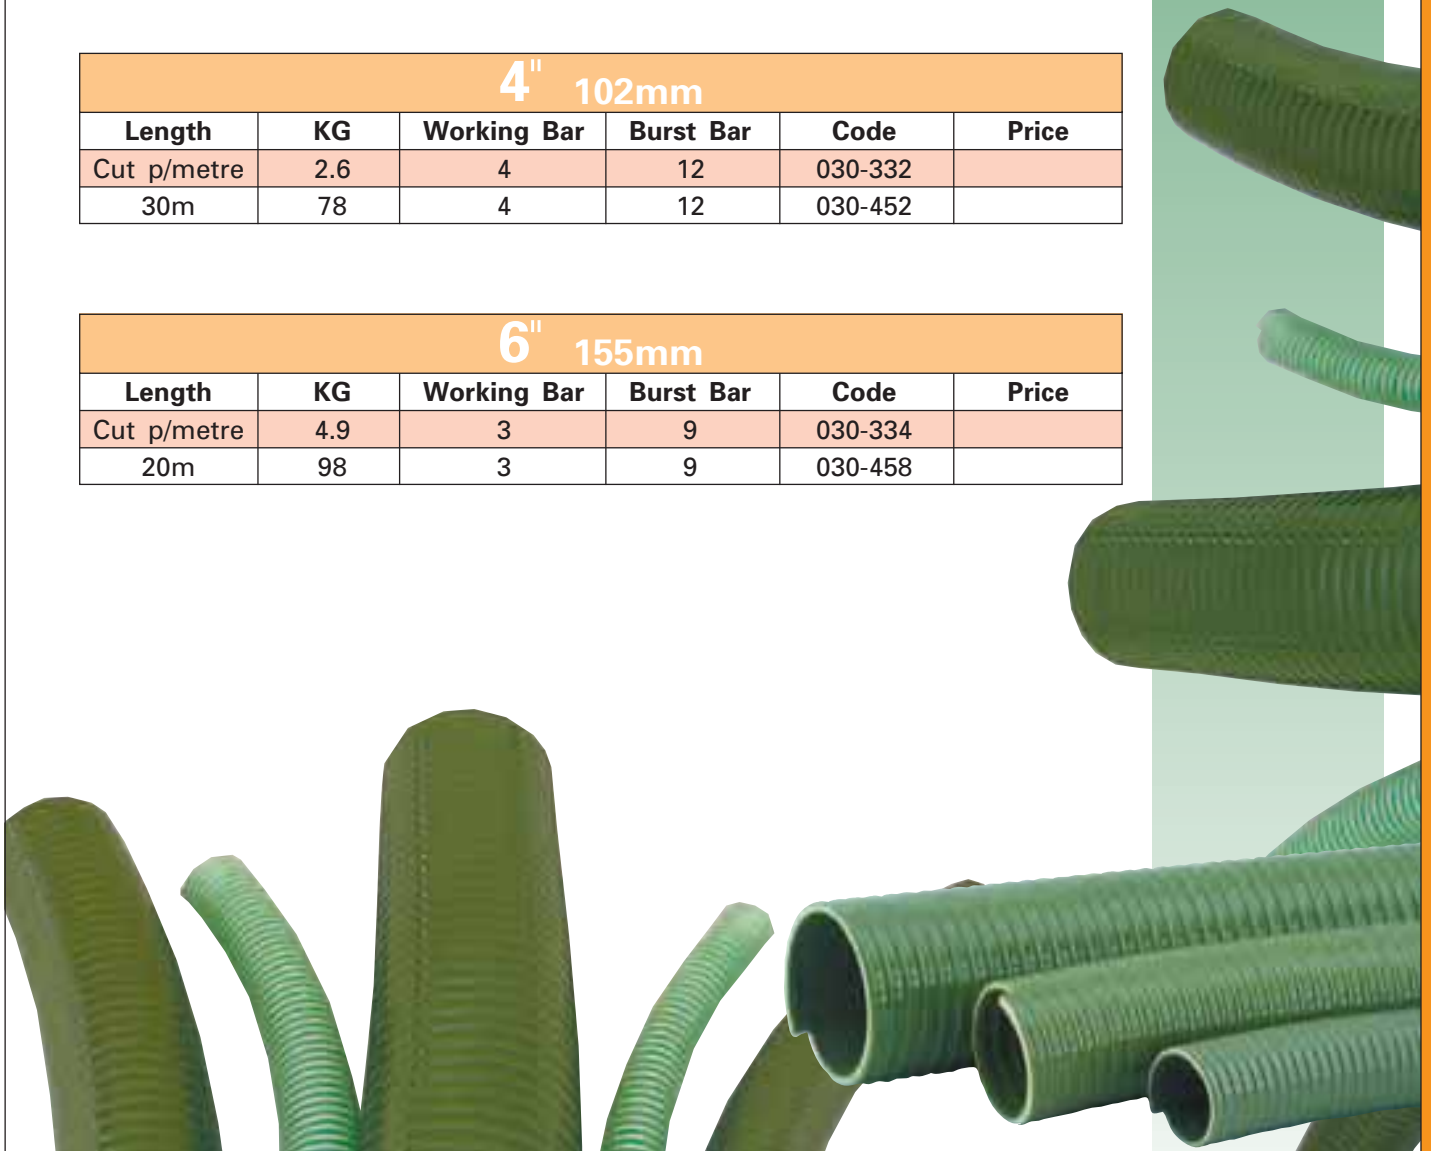 4" 102mm
Length KG Working Bar Burst Bar Code Price
Cut p/metre 2.6 4 12 030-332
30m 78 4 12 030-452
6" 155mm
Length KG Working Bar Burst Bar Code Price
Cut p/metre 4.9 3 9 030-334
20m 98 3 9 030-458